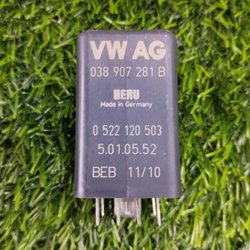 VW AG
038 907 281 B
BERU
Made in Germany
0 522 120 503
5.01.05.52
BEB 11/10